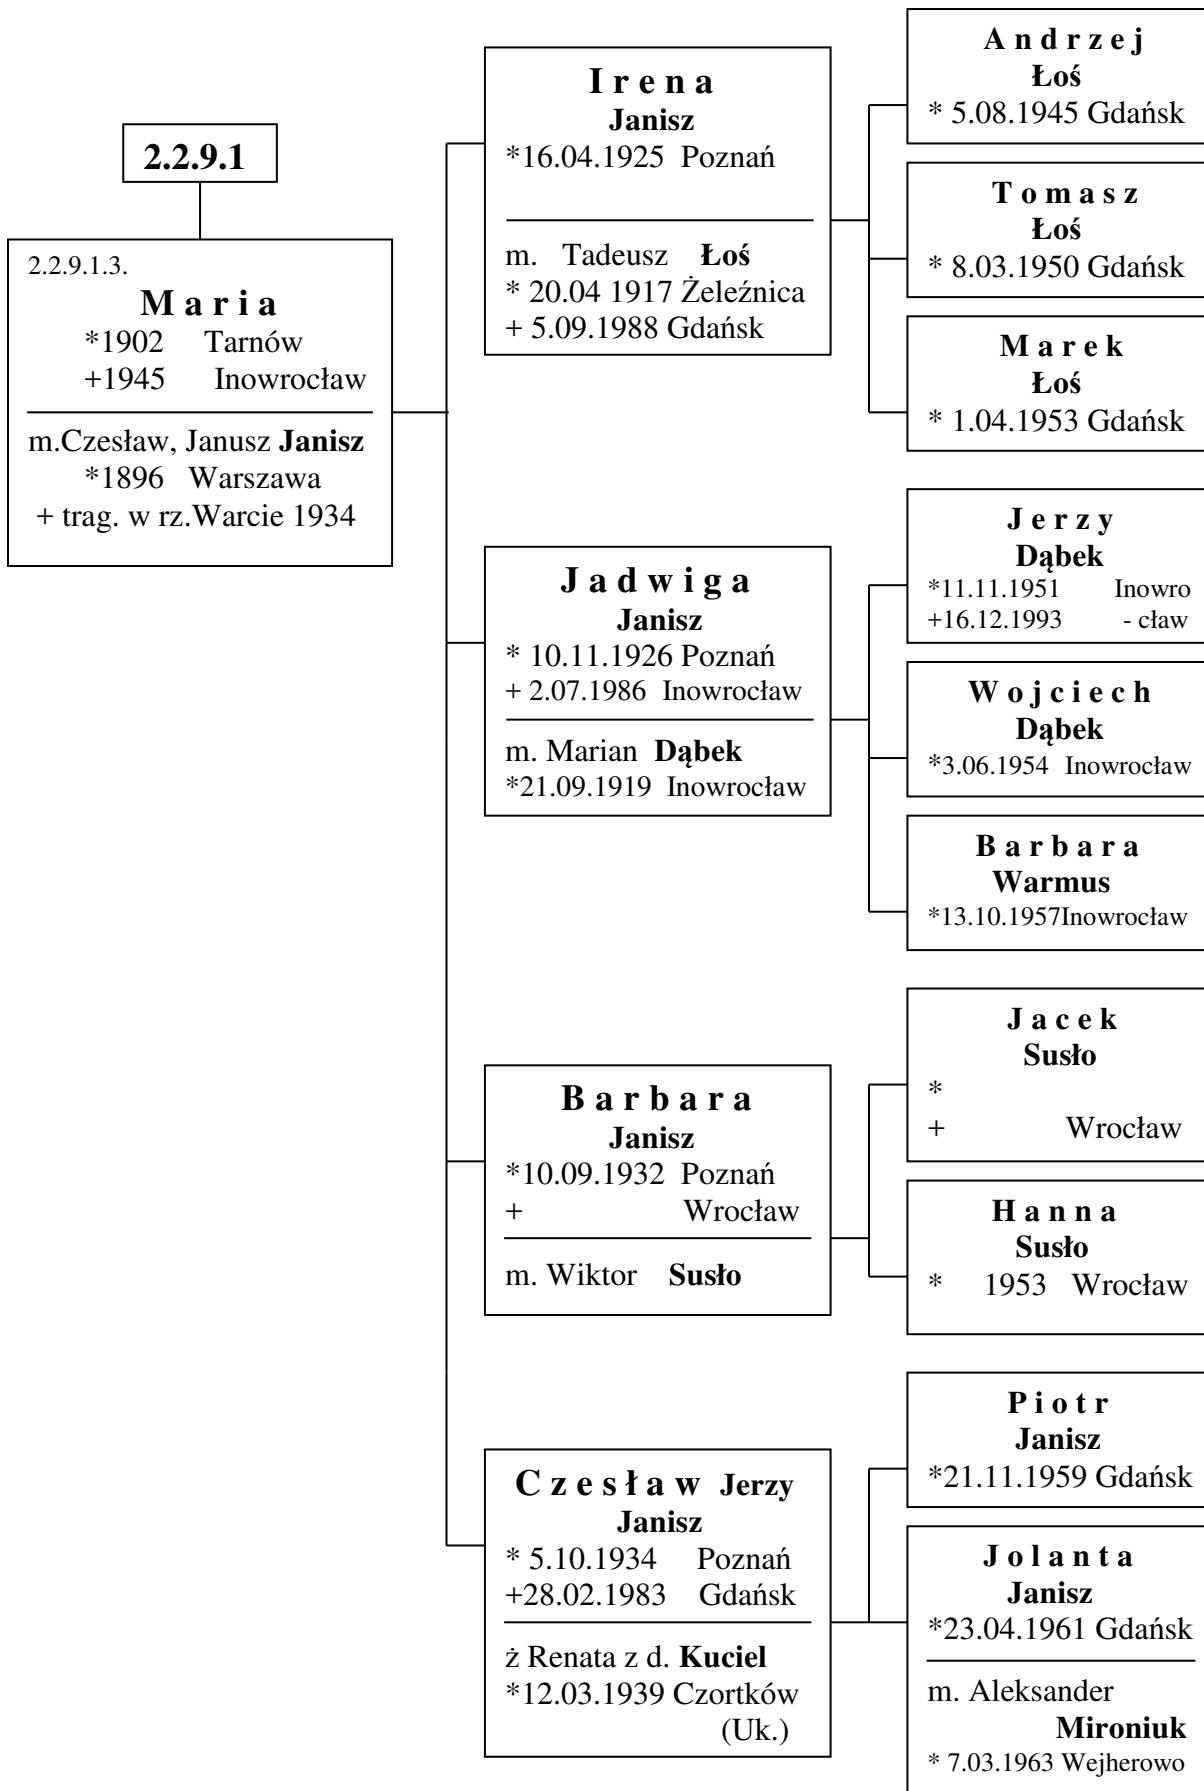 2.2.9.1
2.2.9.1.3.
M a r i a
*1902 Tarnów
+1945 Inowrocław
m.Czesław, Janusz Janisz
*1896 Warszawa
+ trag. w rz.Warcie 1934
I r e n a
Janisz
*16.04.1925 Poznań
m. Tadeusz Łoś
* 20.04 1917 Żeleźnica
+ 5.09.1988 Gdańsk
A n d r z e j
Łoś
* 5.08.1945 Gdańsk
T o m a s z
Łoś
* 8.03.1950 Gdańsk
M a r e k
Łoś
* 1.04.1953 Gdańsk
J a d w i g a
Janisz
* 10.11.1926 Poznań
+ 2.07.1986 Inowrocław
m. Marian Dąbek
*21.09.1919 Inowrocław
J e r z y
Dąbek
*11.11.1951 Inowro
+16.12.1993 - cław
W o j c i e c h
Dąbek
*3.06.1954 Inowrocław
B a r b a r a
Warmus
*13.10.1957Inowrocław
B a r b a r a
Janisz
*10.09.1932 Poznań
+ Wrocław
m. Wiktor Susło
J a c e k
Susło
*
+ Wrocław
H a n n a
Susło
* 1953 Wrocław
C z e s ł a w Jerzy
Janisz
* 5.10.1934 Poznań
+28.02.1983 Gdańsk
ż Renata z d. Kuciel
*12.03.1939 Czortków
(Uk.)
P i o t r
Janisz
*21.11.1959 Gdańsk
J o l a n t a
Janisz
*23.04.1961 Gdańsk
m. Aleksander
Mironiuk
* 7.03.1963 Wejherowo